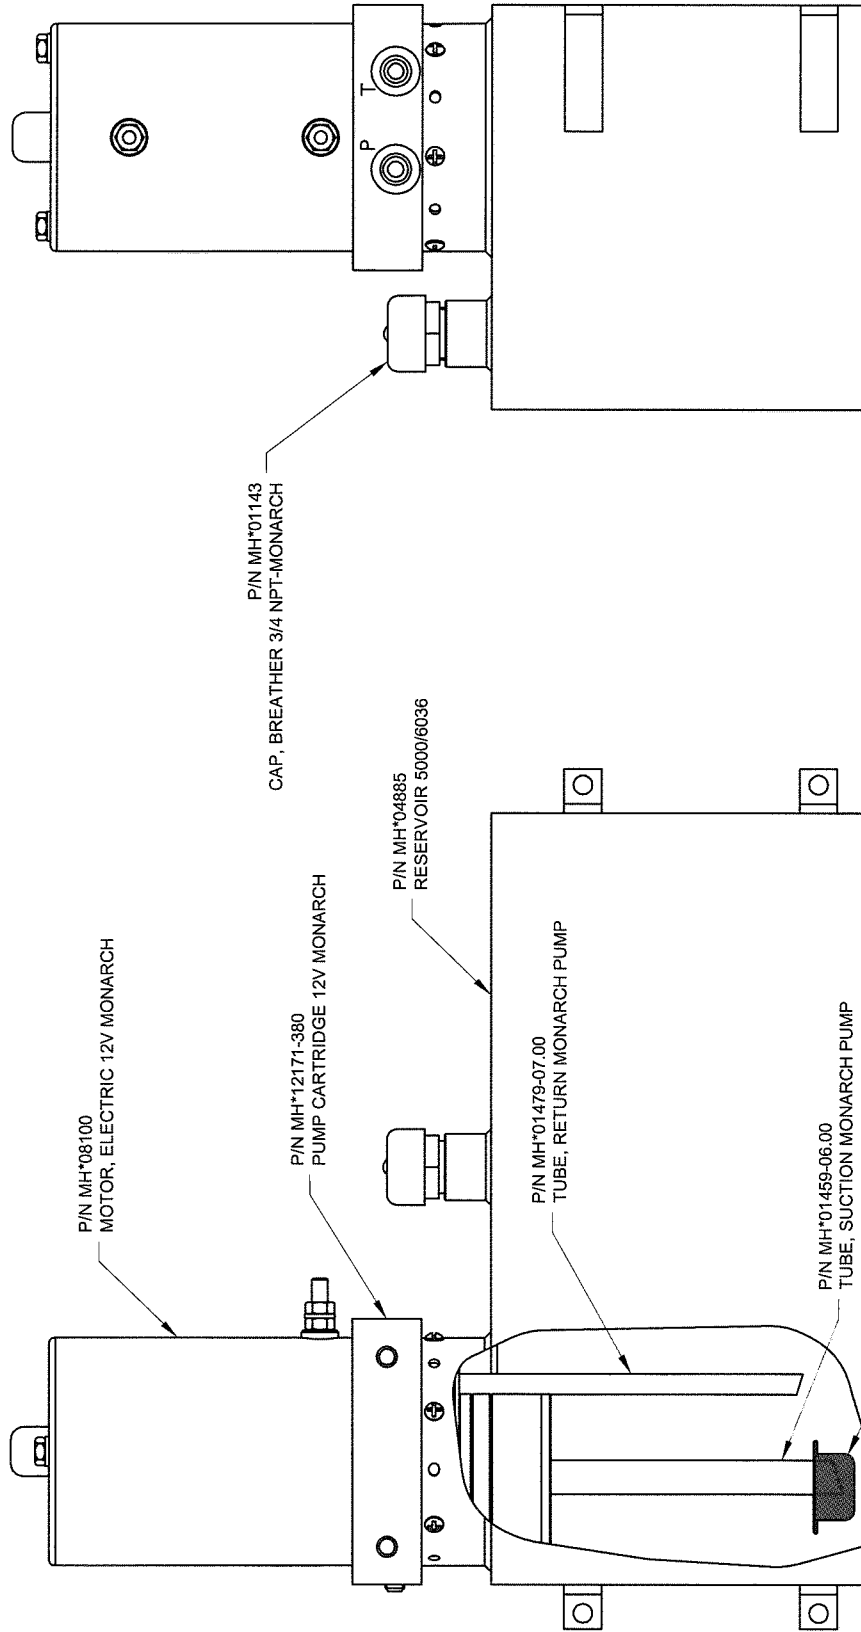 P/N MH*08100
MOTOR, ELECTRIC 12V MONARCH
P/N MH*12171-380
PUMP CARTRIDGE 12V MONARCH
P/N MH*04885
RESERVOIR 5000/6036
P/N MH*01479-07.00
TUBE, RETURN MONARCH PUMP
P/N MH*01459-06.00
TUBE, SUCTION MONARCH PUMP
P/N MH*01143
CAP, BREATHER 3/4 NPT-MONARCH
P
T